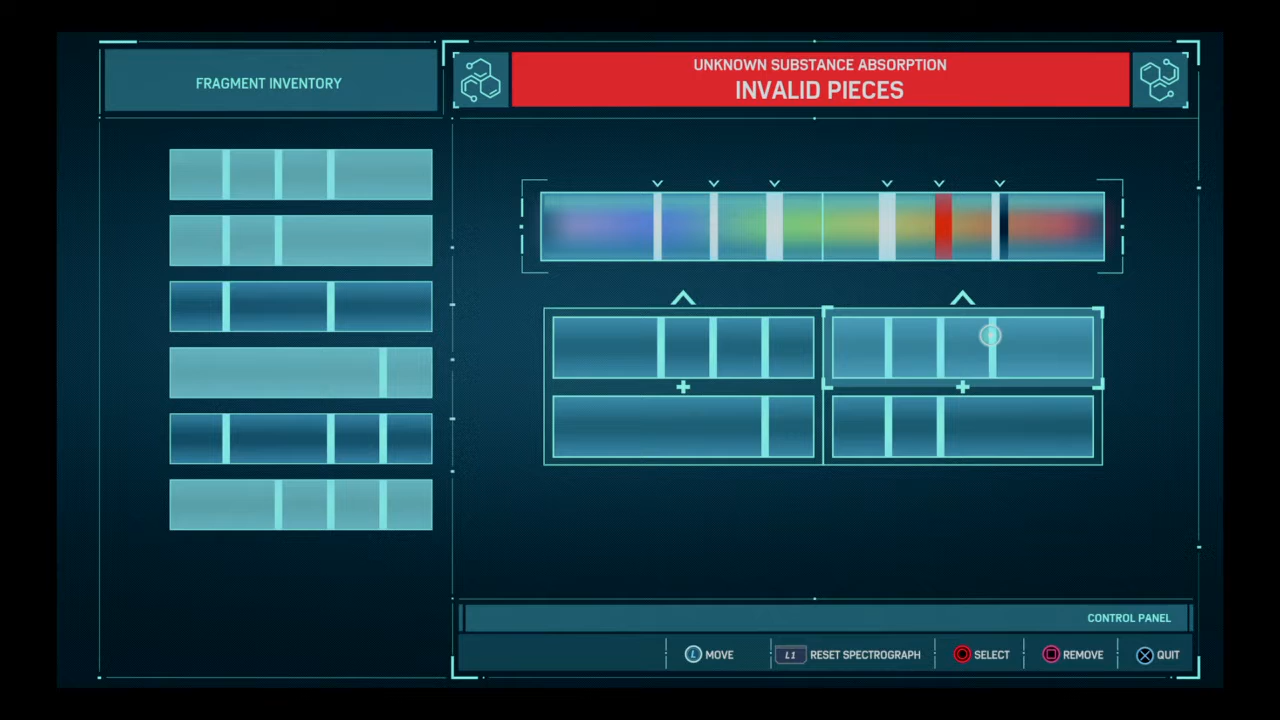 FRAGMENT INVENTORY
UNKNOWN SUBSTANCE ABSORPTION
INVALID PIECES
CONTROL PANEL
L MOVE
L1 RESET SPECTROGRAPH
SELECT
REMOVE
QUIT